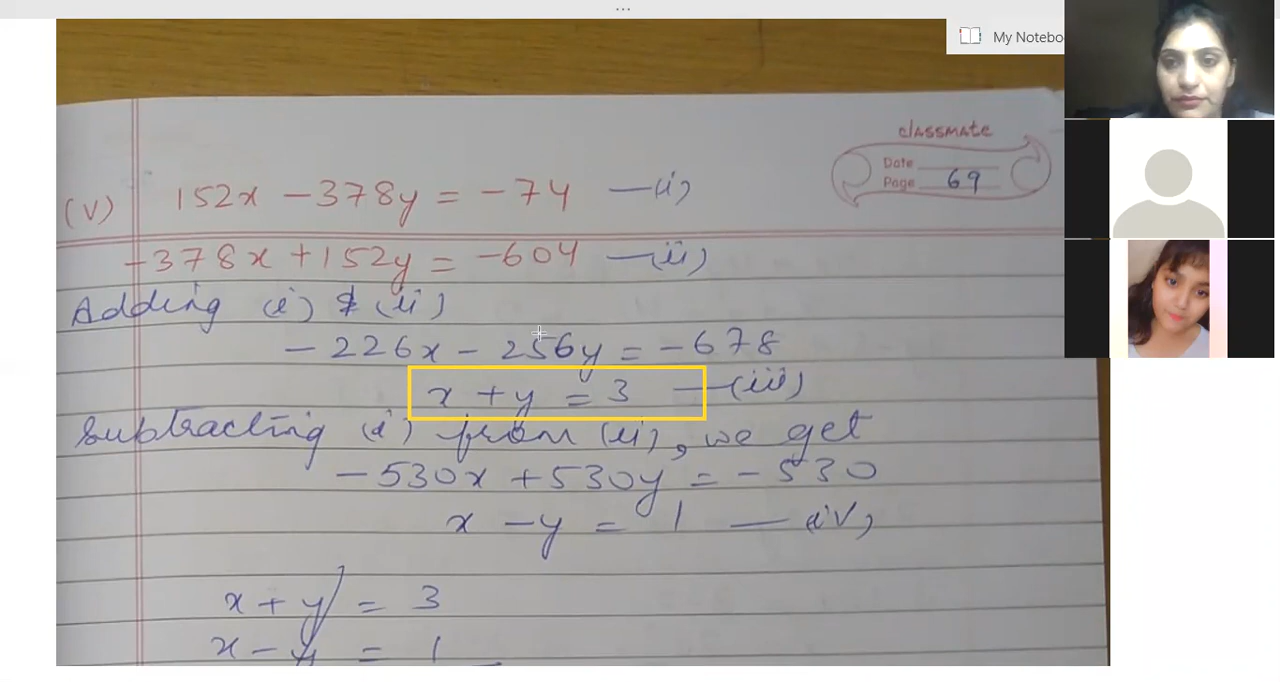 ...
My Notebo
classmate
Date
Page 69
(V) 152x - 378y = -74 —(i)
-378x + 152y = -604 —(ii)
Adding (i) & (ii)
-226x - 256y = -678
x + y = 3 —(iii)
Subtracting (i) from (ii), we get
-530x + 530y = -530
x - y = 1 —(iv)
x + y = 3
x - y = 1